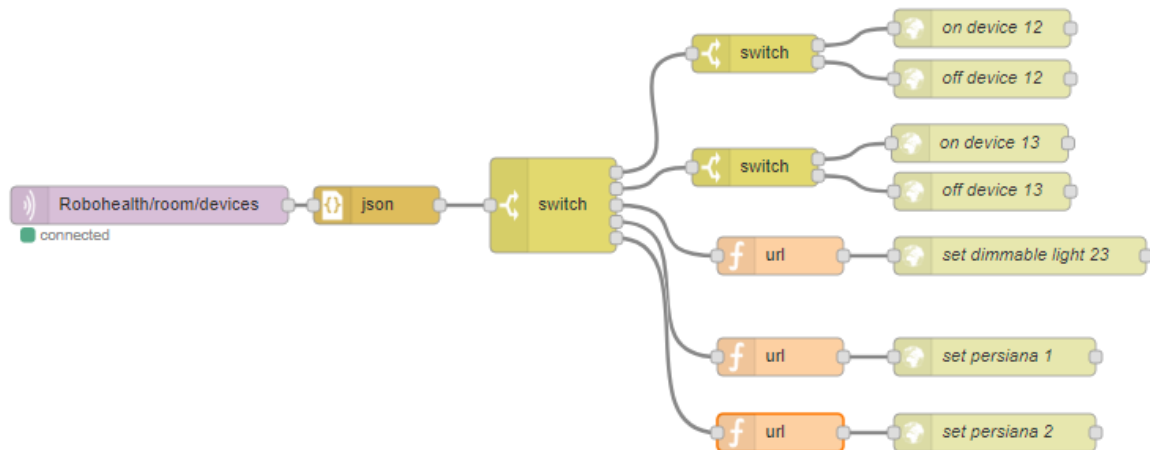 on device 12
switch
off device 12
on device 13
switch
off device 13
Robohealth/room/devices
json
switch
connected
url
set dimmable light 23
url
set persiana 1
url
set persiana 2